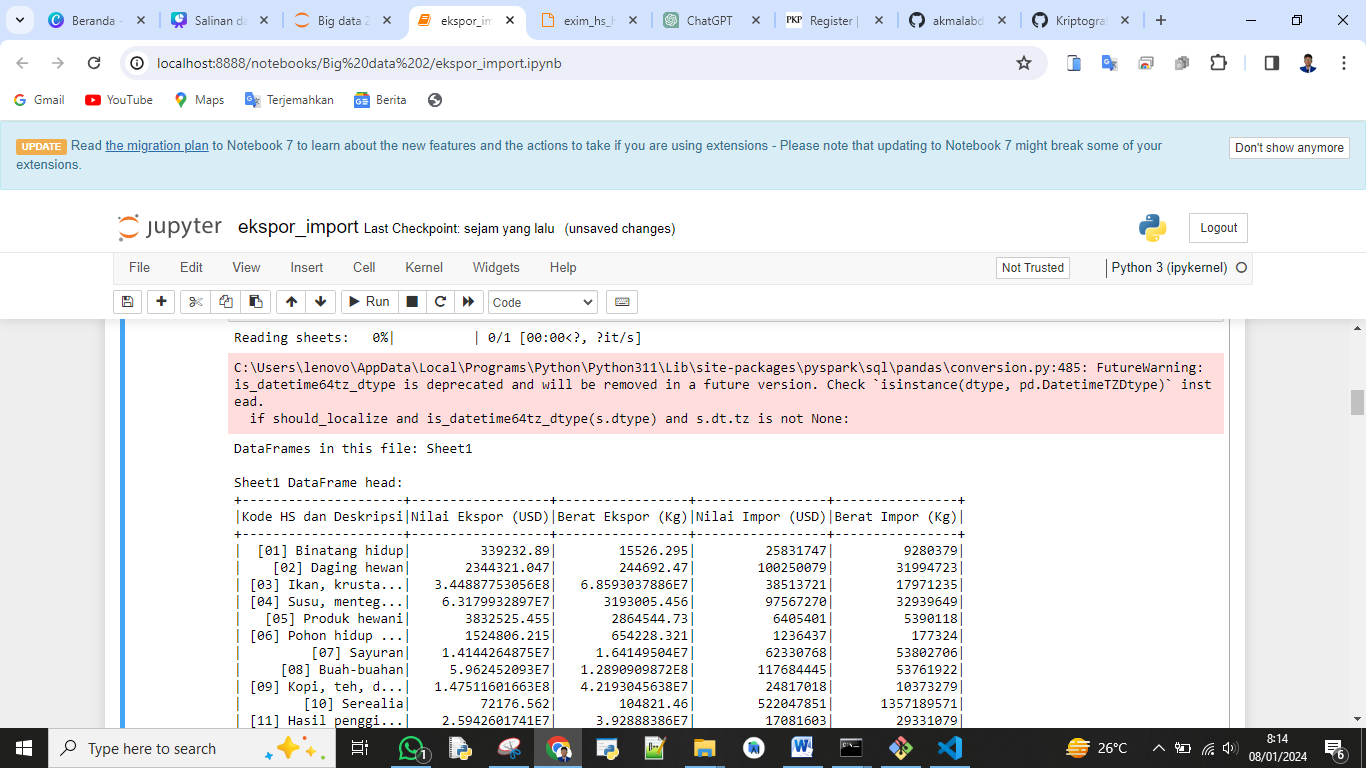 Beranda -
Salinan da
Big data 2
ekspor_im
exim_hs_h
ChatGPT
Register |
akmalabd
Kriptograf
localhost:8888/notebooks/Big%20data%202/ekspor_import.ipynb
Gmail
YouTube
Maps
Terjemahkan
Berita
UPDATE Read the migration plan to Notebook 7 to learn about the new features and the actions to take if you are using extensions - Please note that updating to Notebook 7 might break some of your
extensions.
Don't show anymore
jupyter ekspor_import Last Checkpoint: sejam yang lalu (unsaved changes)
Logout
File Edit View Insert Cell Kernel Widgets Help
Not Trusted
Python 3 (ipykernel)
Run
Code
Reading sheets:   0%|          | 0/1 [00:00<?, ?it/s]
C:\Users\lenovo\AppData\Local\Programs\Python\Python311\Lib\site-packages\pyspark\sql\pandas\conversion.py:485: FutureWarning:
is_datetime64tz_dtype is deprecated and will be removed in a future version. Check `isinstance(dtype, pd.DatetimeTZDtype)` inst
ead.
  if should_localize and is_datetime64tz_dtype(s.dtype) and s.dt.tz is not None:
DataFrames in this file: Sheet1
Sheet1 DataFrame head:
+---------------------+------------------+-----------------+-----------------+----------------+
|Kode HS dan Deskripsi|Nilai Ekspor (USD)|Berat Ekspor (Kg)|Nilai Impor (USD)|Berat Impor (Kg)|
+---------------------+------------------+-----------------+-----------------+----------------+
|  [01] Binatang hidup|         339232.89|        15526.295|         25831747|         9280379|
|    [02] Daging hewan|       2344321.047|        244692.47|        100250079|        31994723|
| [03] Ikan, krusta...|  3.44887753056E8|   6.8593037886E7|         38513721|        17971235|
| [04] Susu, menteg...|   6.3179932897E7|      3193005.456|         97567270|        32939649|
|   [05] Produk hewani|       3832525.455|       2864544.73|          6405401|         5390118|
| [06] Pohon hidup ...|       1524806.215|       654228.321|          1236437|          177324|
|         [07] Sayuran|    1.4144264875E7|     1.64149504E7|         62330768|        53802706|
|      [08] Buah-buahan|     5.962452093E7|   1.2890909872E8|        117684445|        53761922|
| [09] Kopi, teh, d...|   1.47511601663E8|   4.2193045638E7|         24817018|        10373279|
|        [10] Serealia|         72176.562|        104821.46|        522047851|      1357189571|
| [11] Hasil penggi...|    2.5942601741E7|     3.92888386E7|         17081603|        29331079|
Type here to search
1
26°C
8:14
08/01/2024
6